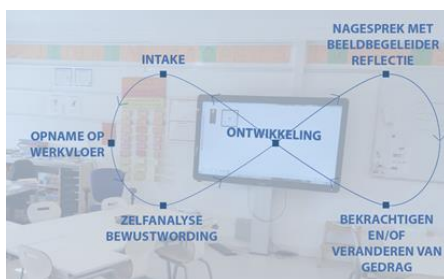 INTAKE
NAGESPREK MET
BEELDBEGELEIDER
REFLECTIE
OPNAME OP
WERKVLOER
ONTWIKKELING
ZELFANALYSE
BEWUSTWORDING
BEKRACHTIGEN
EN/OF
VERANDEREN VAN
GEDRAG